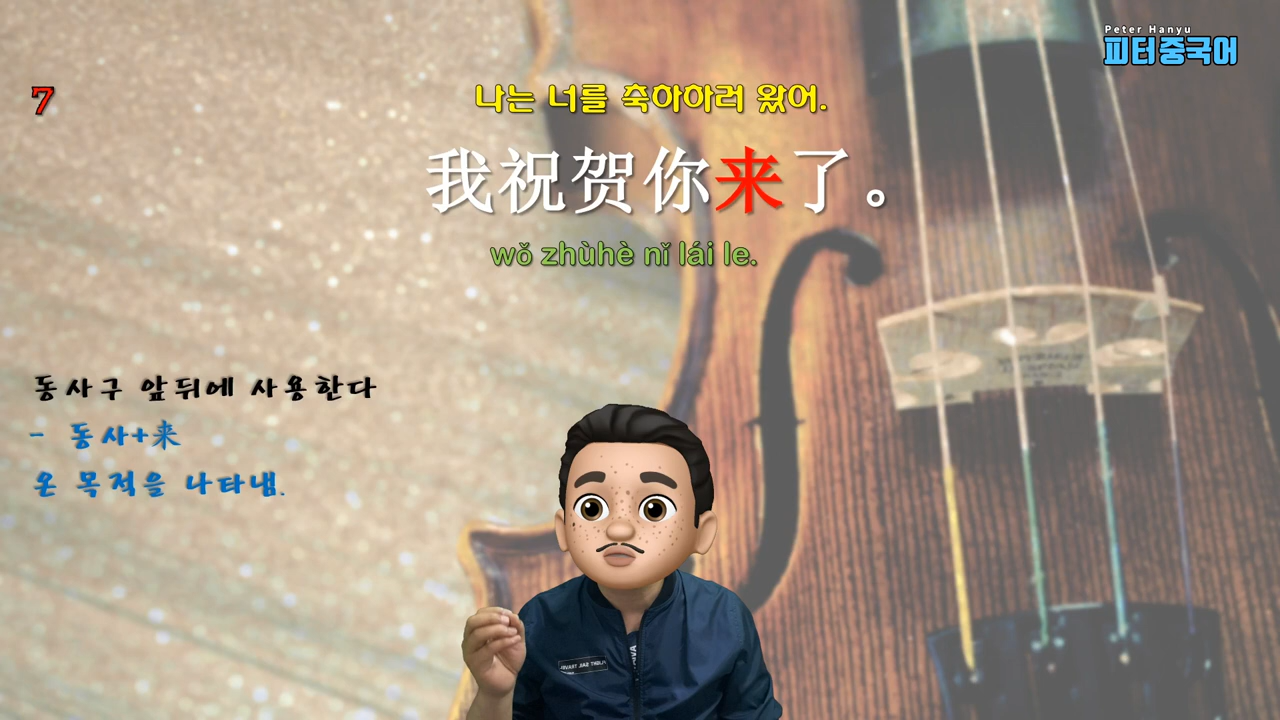 Peter Hanyu
피터중국어
7
나는 너를 축하하러 왔어.
我祝贺你来了。
wǒ zhùhè nǐ lái le.
동사구 앞뒤에 사용한다
- 동사+来
온 목적을 나타냄.